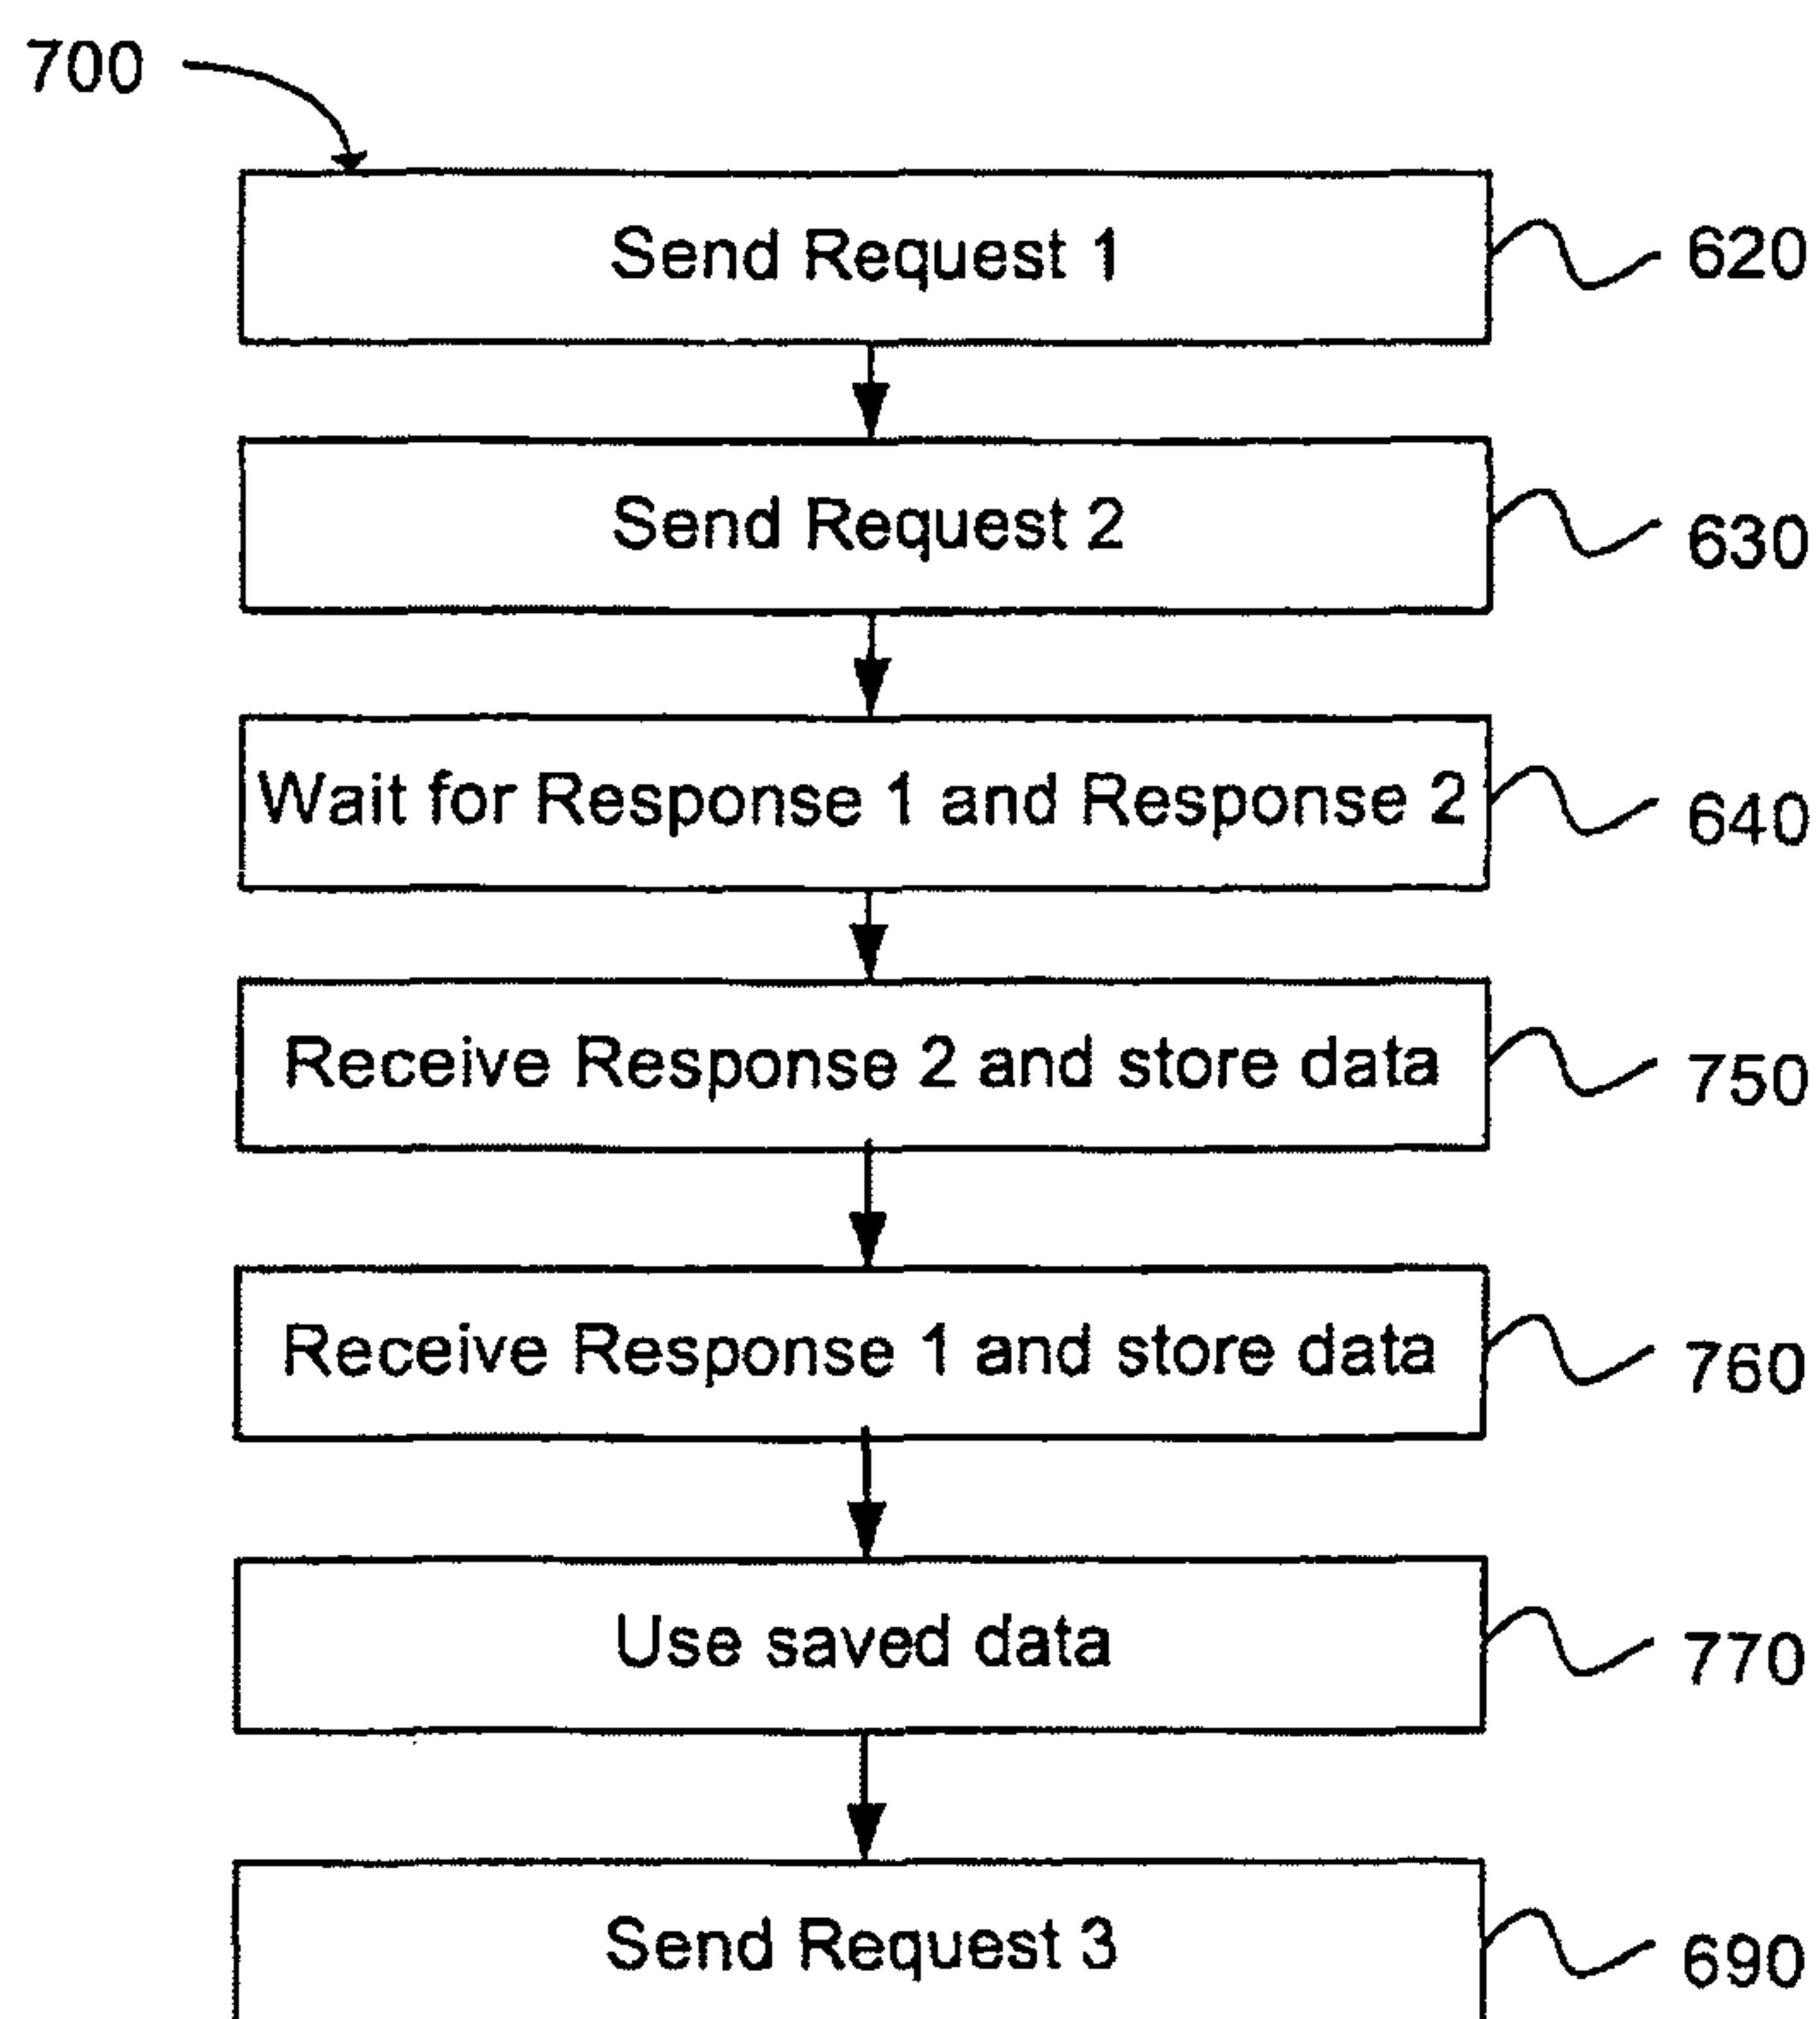 700
Send Request 1
620
Send Request 2
630
Wait for Response 1 and Response 2
640
Receive Response 2 and store data
750
Receive Response 1 and store data
760
Use saved data
770
Send Request 3
690